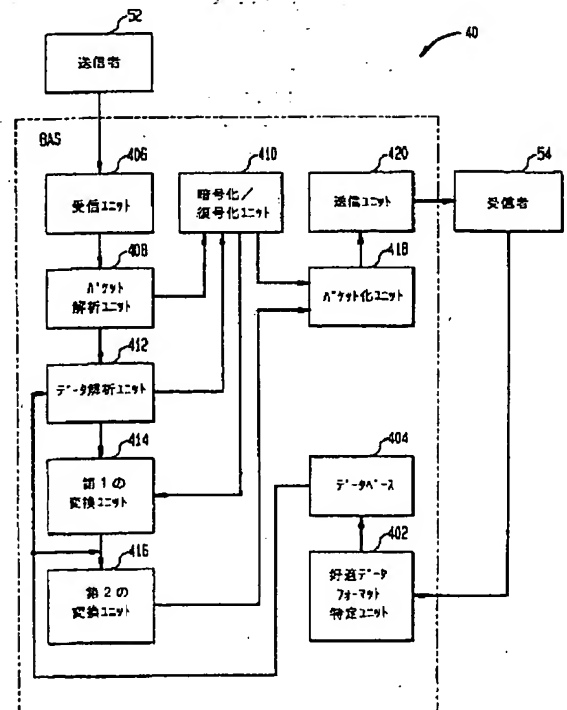 52
送信者
40
BAS
406
受信ユニット
410
暗号化/
復号化ユニット
420
送信ユニット
54
受信者
408
パケット
解析ユニット
418
パケット化ユニット
412
データ解析ユニット
414
第1の
変換ユニット
404
データベース
416
第2の
変換ユニット
402
好適データ
フォーマット
特定ユニット